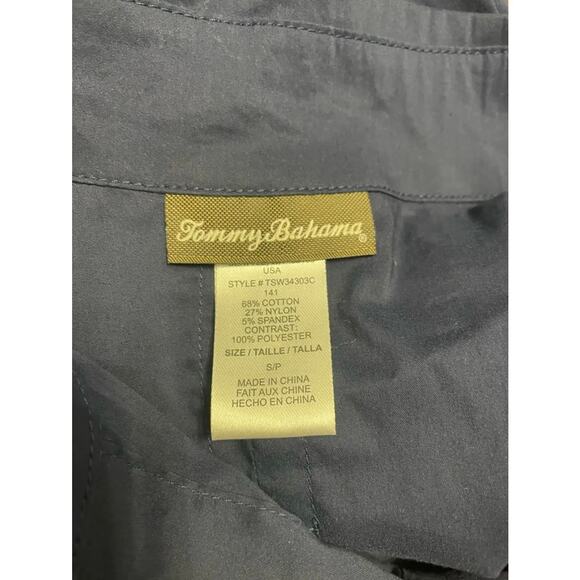 Tommy Bahama®
USA
STYLE # TSW34303C
141
68% COTTON
27% NYLON
5% SPANDEX
CONTRAST:
100% POLYESTER
SIZE / TAILLE / TALLA
S/P
MADE IN CHINA
FAIT AUX CHINE
HECHO EN CHINA